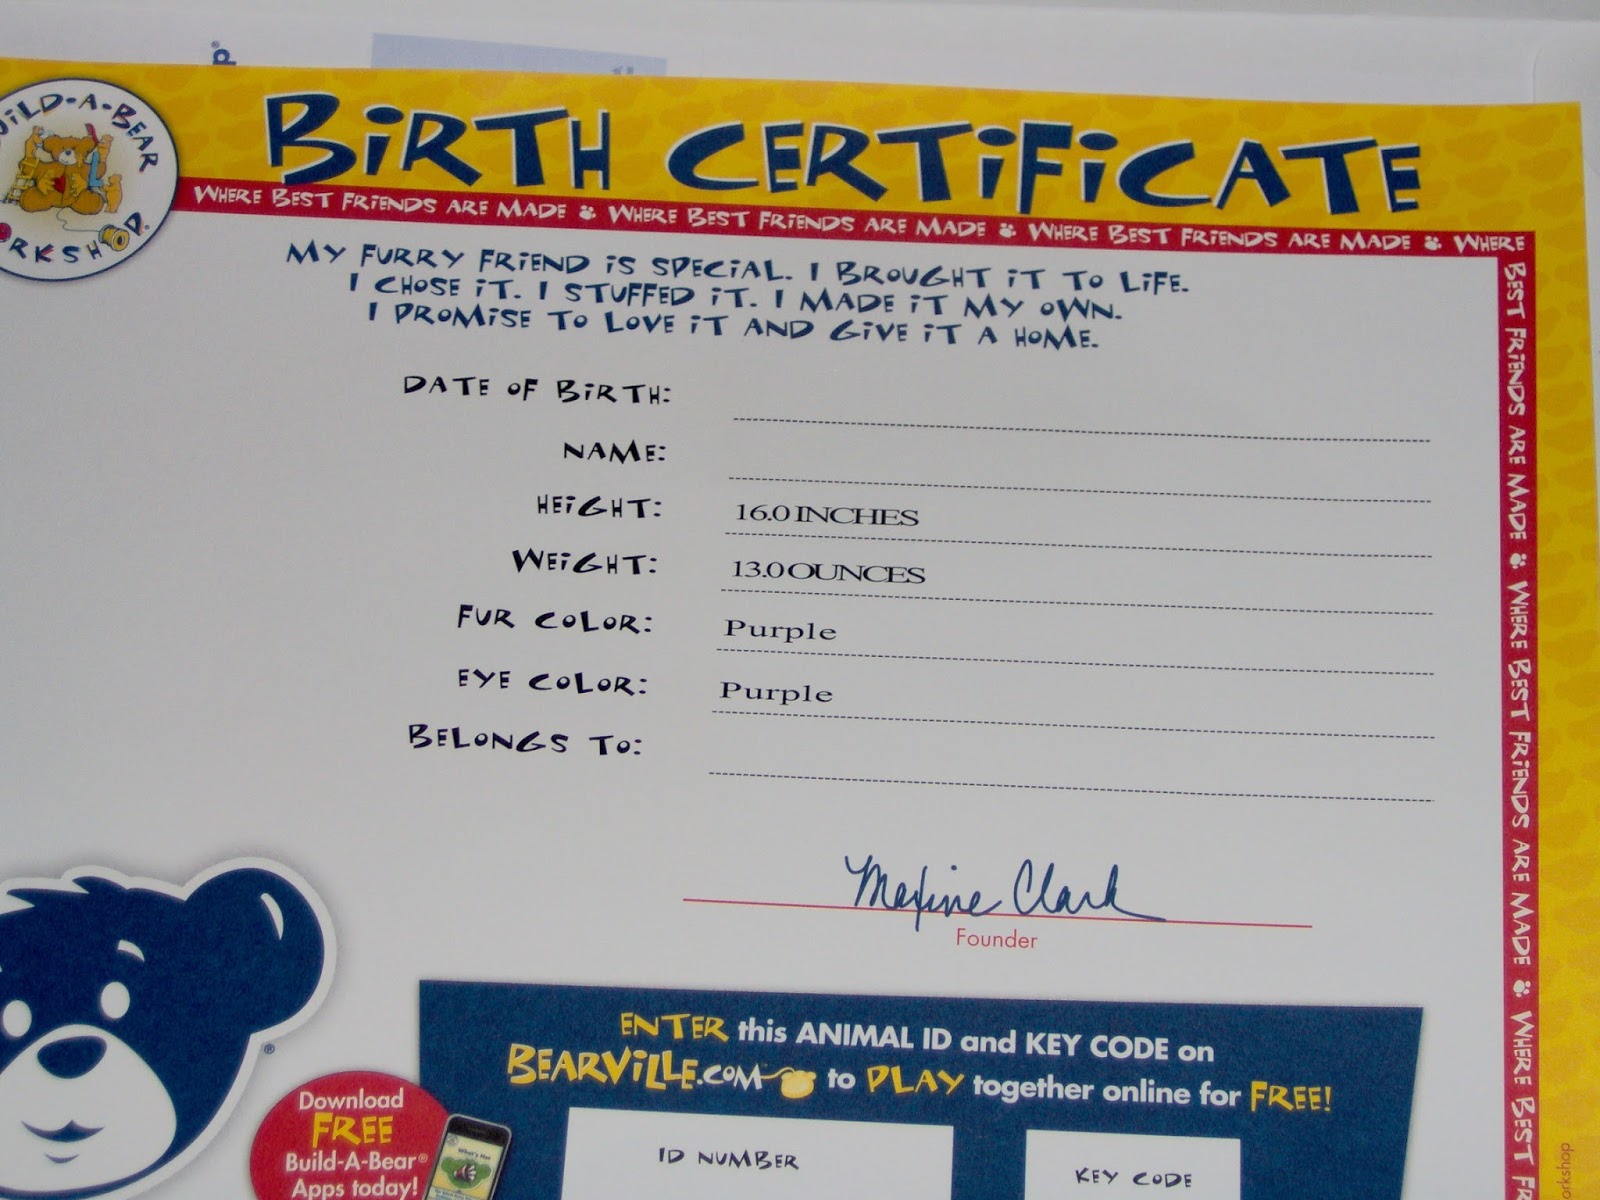 BUILD-A-BEAR
WORKSHOP
BiRTH CERTiFiCATE
WHERE BEST FRiENDS ARE MADE WHERE BEST FRiENDS ARE MADE WHERE BEST FRiENDS ARE MADE WHERE
BEST FRiENDS ARE MADE WHERE BEST FRiENDS ARE MADE WHERE BEST
MY FURRY FRiEND iS SPECiAL. I BROUGHT iT TO LiFE.
I CHOSE iT. I STUFFED iT. I MADE iT MY OWN.
I PROMiSE TO LOVE iT AND GiVE iT A HOME.
DATE OF BiRTH:
NAME:
HEiGHT: 16.0 INCHES
WEiGHT: 13.0 OUNCES
FUR COLOR: Purple
EYE COLOR: Purple
BELONGS TO:
Maxine Clark
Founder
ENTER this ANIMAL ID and KEY CODE on
BEARViLLE.COM to PLAY together online for FREE!
ID NUMBER
KEY CODE
Download
FREE
Build-A-Bear®
Apps today!